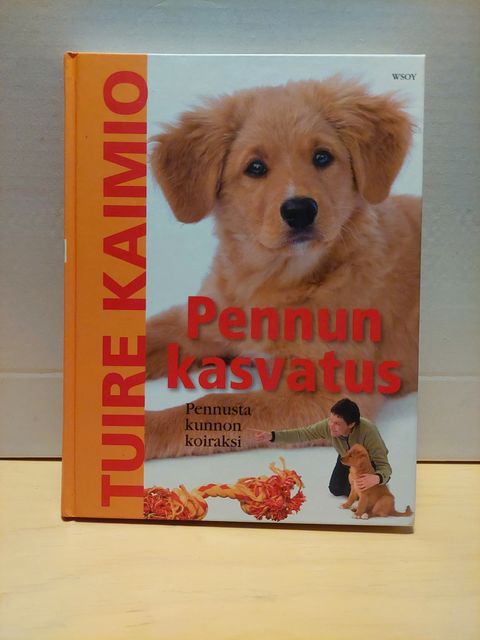 WSOY
TUIRE KAIMIO
Pennun
kasvatus
Pennusta
kunnon
koiraksi